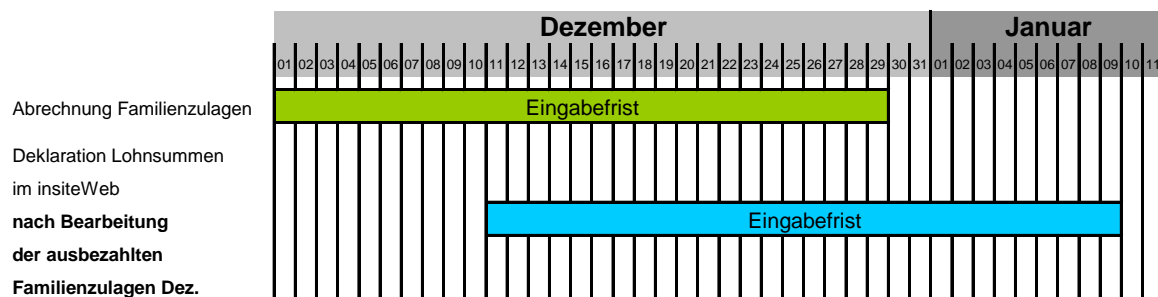 Dezember Januar
01 02 03 04 05 06 07 08 09 10 11 12 13 14 15 16 17 18 19 20 21 22 23 24 25 26 27 28 29 30 31 01 02 03 04 05 06 07 08 09 10 11
Abrechnung Familienzulagen Eingabefrist
Deklaration Lohnsummen
im insiteWeb
nach Bearbeitung Eingabefrist
der ausbezahlten
Familienzulagen Dez.